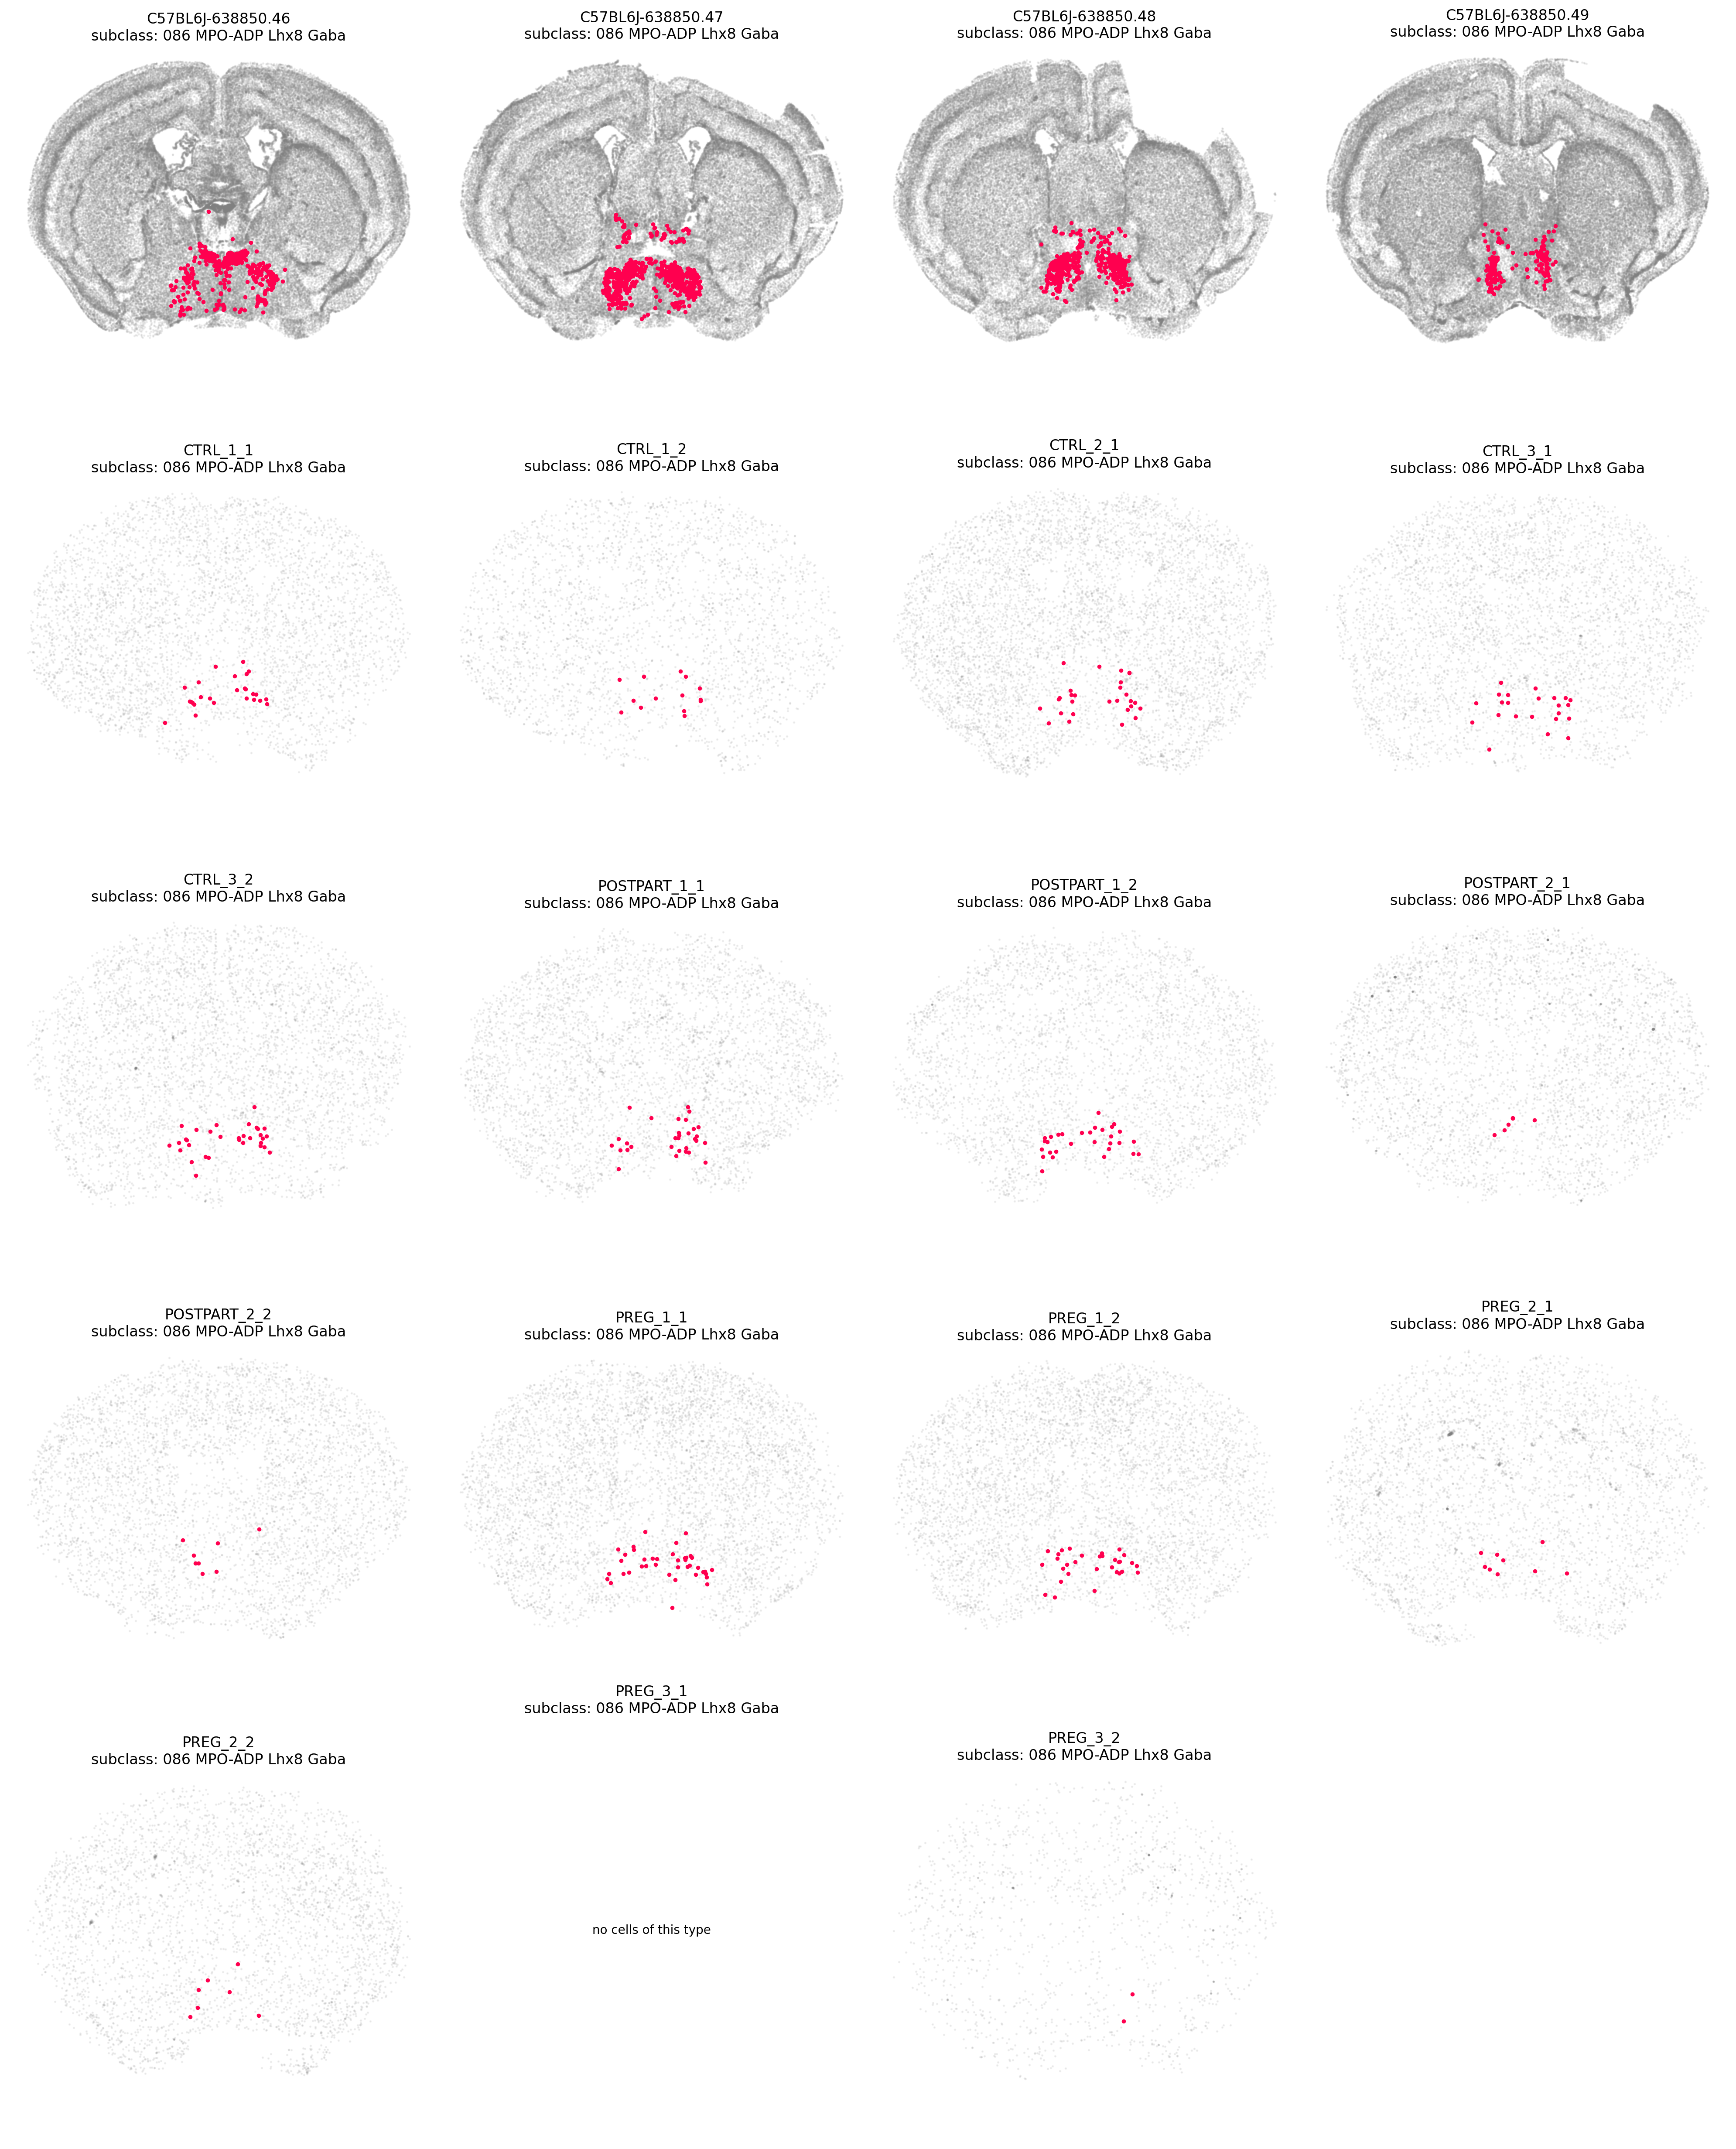 C57BL6J-638850.46
subclass: 086 MPO-ADP Lhx8 Gaba
C57BL6J-638850.47
subclass: 086 MPO-ADP Lhx8 Gaba
C57BL6J-638850.48
subclass: 086 MPO-ADP Lhx8 Gaba
C57BL6J-638850.49
subclass: 086 MPO-ADP Lhx8 Gaba
CTRL_1_1
subclass: 086 MPO-ADP Lhx8 Gaba
CTRL_1_2
subclass: 086 MPO-ADP Lhx8 Gaba
CTRL_2_1
subclass: 086 MPO-ADP Lhx8 Gaba
CTRL_3_1
subclass: 086 MPO-ADP Lhx8 Gaba
CTRL_3_2
subclass: 086 MPO-ADP Lhx8 Gaba
POSTPART_1_1
subclass: 086 MPO-ADP Lhx8 Gaba
POSTPART_1_2
subclass: 086 MPO-ADP Lhx8 Gaba
POSTPART_2_1
subclass: 086 MPO-ADP Lhx8 Gaba
POSTPART_2_2
subclass: 086 MPO-ADP Lhx8 Gaba
PREG_1_1
subclass: 086 MPO-ADP Lhx8 Gaba
PREG_1_2
subclass: 086 MPO-ADP Lhx8 Gaba
PREG_2_1
subclass: 086 MPO-ADP Lhx8 Gaba
PREG_2_2
subclass: 086 MPO-ADP Lhx8 Gaba
PREG_3_1
subclass: 086 MPO-ADP Lhx8 Gaba
no cells of this type
PREG_3_2
subclass: 086 MPO-ADP Lhx8 Gaba